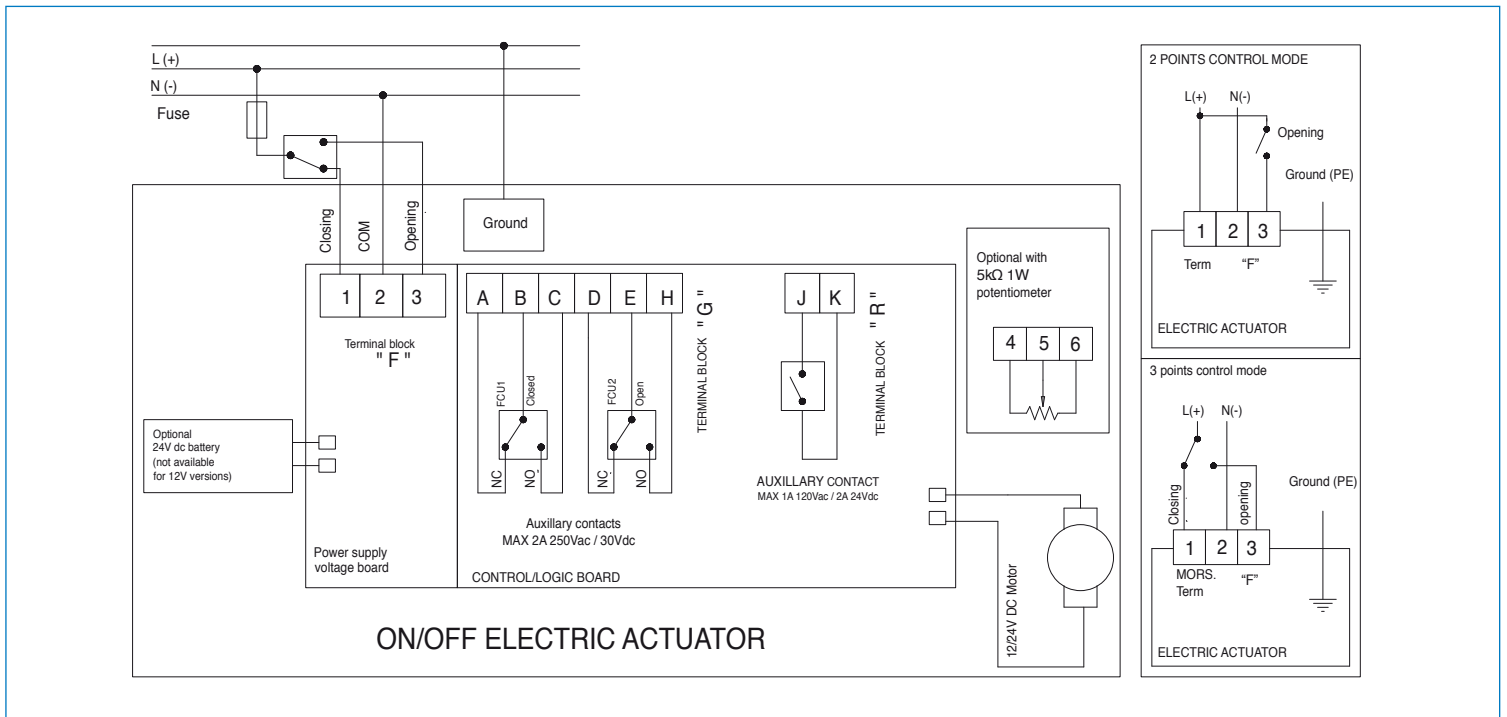 L (+)
N (-)
Fuse
Closing
COM
Opening
Ground
1 2 3
Terminal block
" F "
A B C D E H
TERMINAL BLOCK " G "
FCU1
Closed
FCU2
Open
NC
NO
NC
NO
Auxillary contacts
MAX 2A 250Vac / 30Vdc
J K
TERMINAL BLOCK " R "
AUXILLARY CONTACT
MAX 1A 120Vac / 2A 24Vdc
Optional with
5kΩ 1W
potentiometer
4 5 6
Optional
24V dc battery
(not available
for 12V versions)
Power supply
voltage board
CONTROL/LOGIC BOARD
12/24V DC Motor
ON/OFF ELECTRIC ACTUATOR
2 POINTS CONTROL MODE
L(+) N(-)
Opening
Ground (PE)
1 2 3
Term "F"
ELECTRIC ACTUATOR
3 points control mode
L(+) N(-)
Ground (PE)
Closing
opening
1 2 3
MORS.
Term "F"
ELECTRIC ACTUATOR